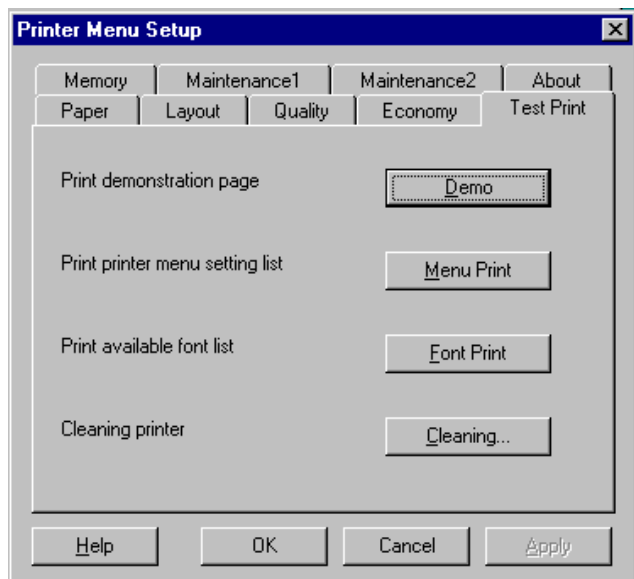 Printer Menu Setup
Memory Maintenance1 Maintenance2 About
Paper Layout Quality Economy Test Print
Print demonstration page Demo
Print printer menu setting list Menu Print
Print available font list Font Print
Cleaning printer Cleaning...
Help OK Cancel Apply